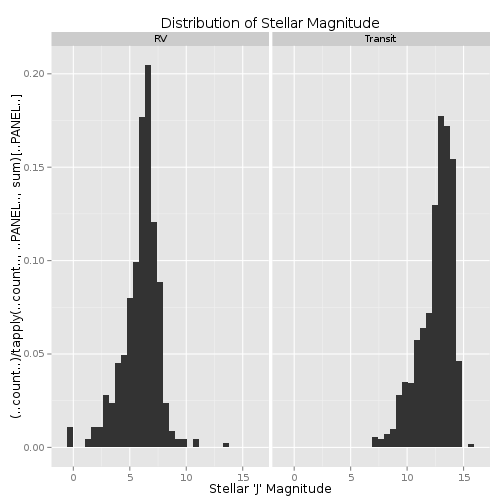 Distribution of Stellar Magnitude
RV Transit
(..count..)/tapply(..count.., ..PANEL.., sum)[..PANEL..]
0.20
0.15
0.10
0.05
0.00
0 5 10 15 0 5 10 15
Stellar 'J' Magnitude